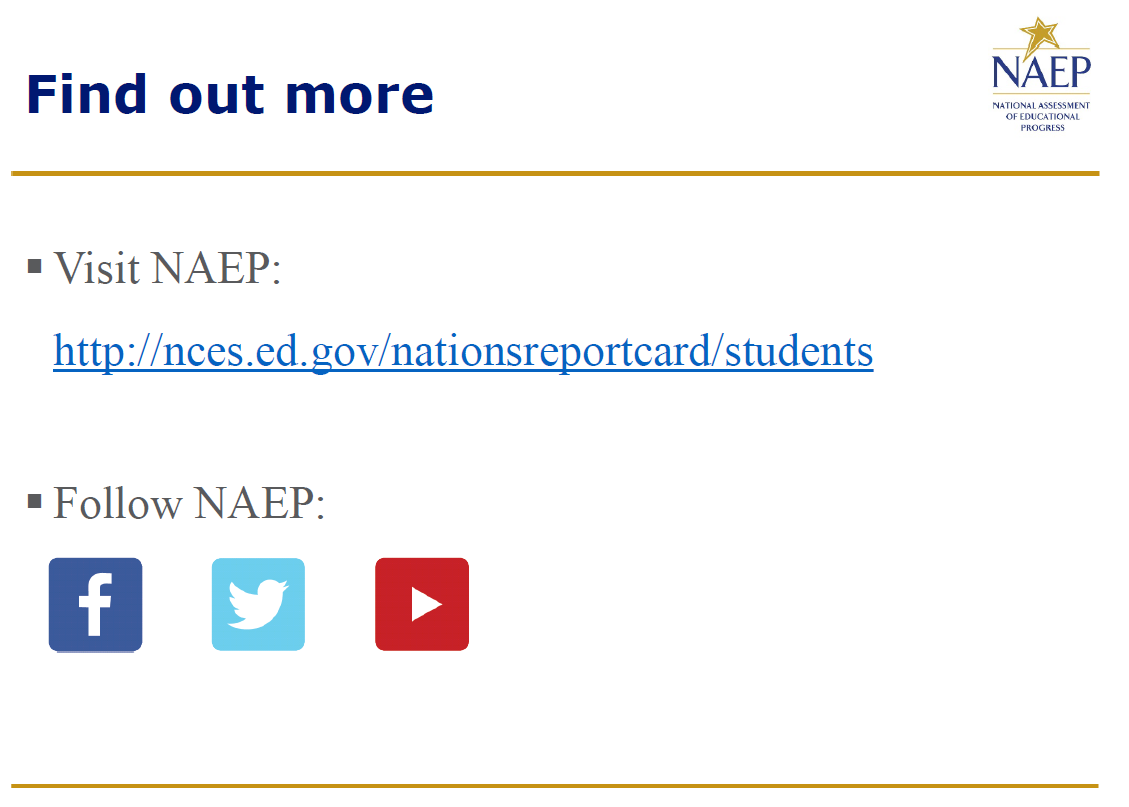 Find out more
NAEP
NATIONAL ASSESSMENT
OF EDUCATIONAL
PROGRESS
▪ Visit NAEP:
http://nces.ed.gov/nationsreportcard/students
▪ Follow NAEP: